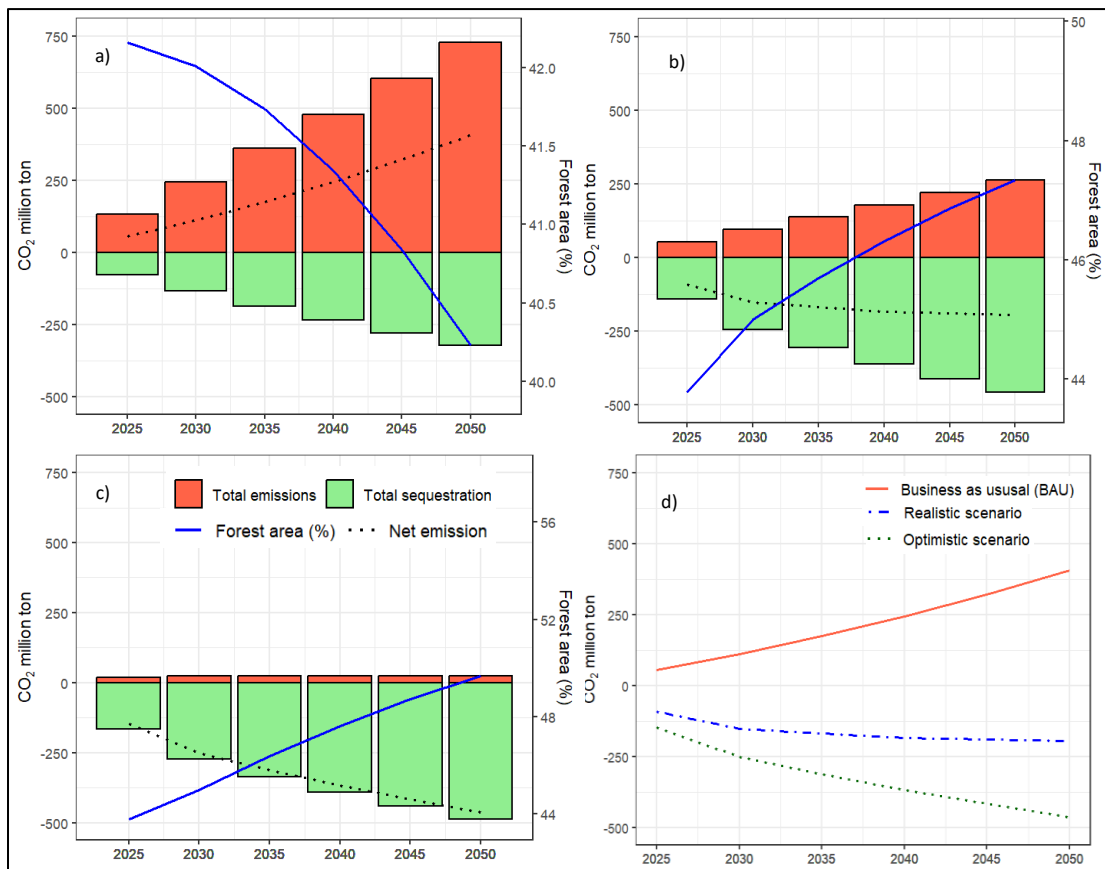 a)
750
500
250
0
-250
-500
CO2 million ton
42.0
41.5
41.0
40.5
40.0
Forest area (%)
2025 2030 2035 2040 2045 2050
b)
750
500
250
0
-250
-500
CO2 million ton
50
48
46
44
Forest area (%)
2025 2030 2035 2040 2045 2050
c)
Total emissions Total sequestration
Forest area (%) Net emission
750
500
250
0
-250
-500
CO2 million ton
56
52
48
44
Forest area (%)
2025 2030 2035 2040 2045 2050
d)
Business as ususal (BAU)
Realistic scenario
Optimistic scenario
750
500
250
0
-250
-500
CO2 million ton
2025 2030 2035 2040 2045 2050